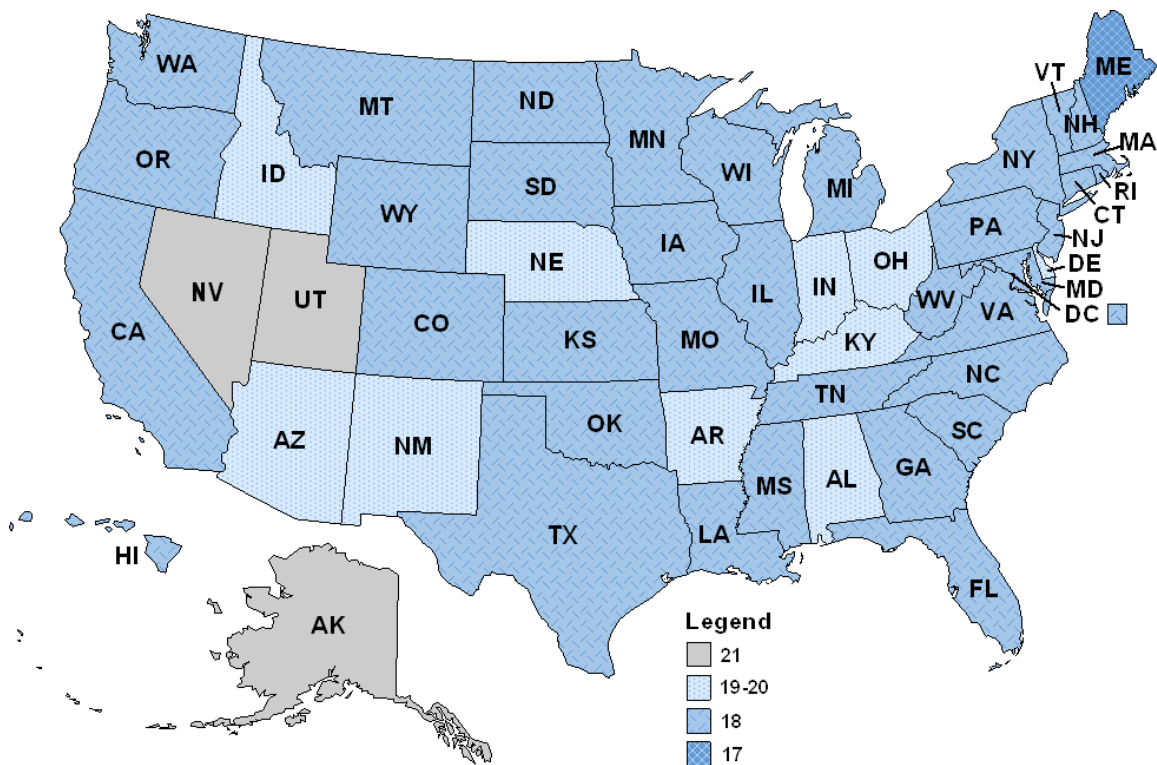 WA
MT
ND
MN
VT
ME
NH
OR
ID
SD
WI
MI
NY
MA
WY
RI
CT
IA
PA
NJ
NE
OH
DE
NV
UT
IL
IN
MD
WV
DC
CA
CO
KS
MO
VA
KY
NC
TN
AZ
NM
OK
AR
SC
MS
AL
GA
TX
LA
HI
FL
AK
Legend
21
19-20
18
17